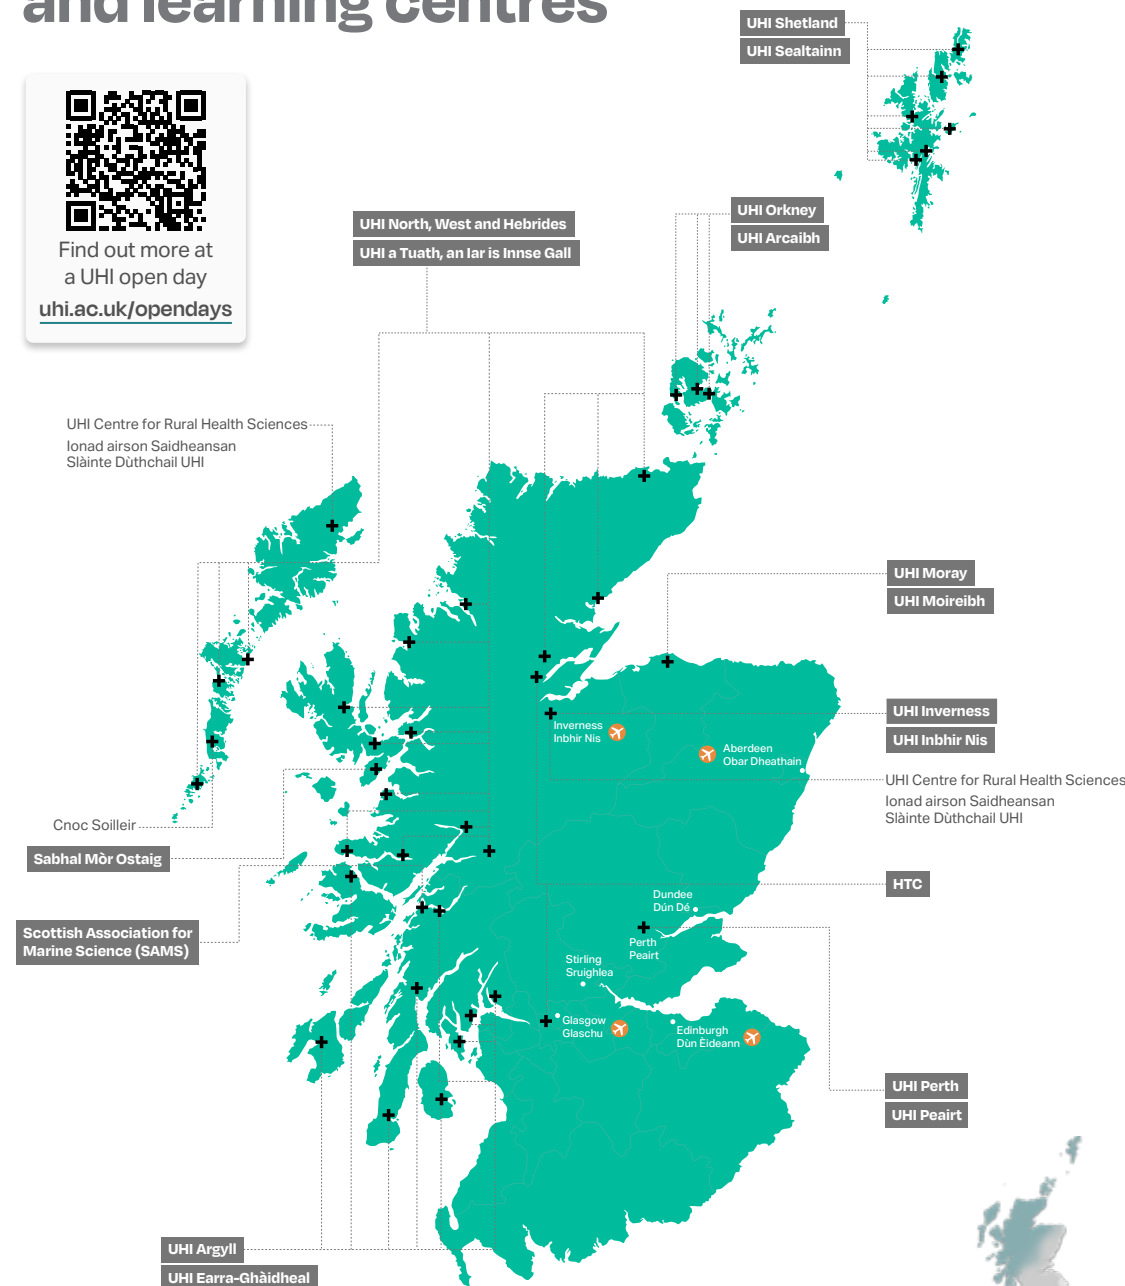 and learning centres
Find out more at
a UHI open day
uhi.ac.uk/opendays
UHI Shetland
UHI Sealtainn
UHI Orkney
UHI Arcaibh
UHI North, West and Hebrides
UHI a Tuath, an Iar is Innse Gall
UHI Centre for Rural Health Sciences
Ionad airson Saidheansan
Slàinte Dùthchail UHI
UHI Moray
UHI Moireibh
UHI Inverness
UHI Inbhir Nis
Inverness
Inbhir Nis
Aberdeen
Obar Dheathain
UHI Centre for Rural Health Sciences
Ionad airson Saidheansan
Slàinte Dùthchail UHI
Cnoc Soilleir
Sabhal Mòr Ostaig
HTC
Scottish Association for
Marine Science (SAMS)
Dundee
Dún Dé
Perth
Peairt
Stirling
Sruighlea
Glasgow
Glaschu
Edinburgh
Dùn Èideann
UHI Perth
UHI Peairt
UHI Argyll
UHI Earra-Ghàidheal